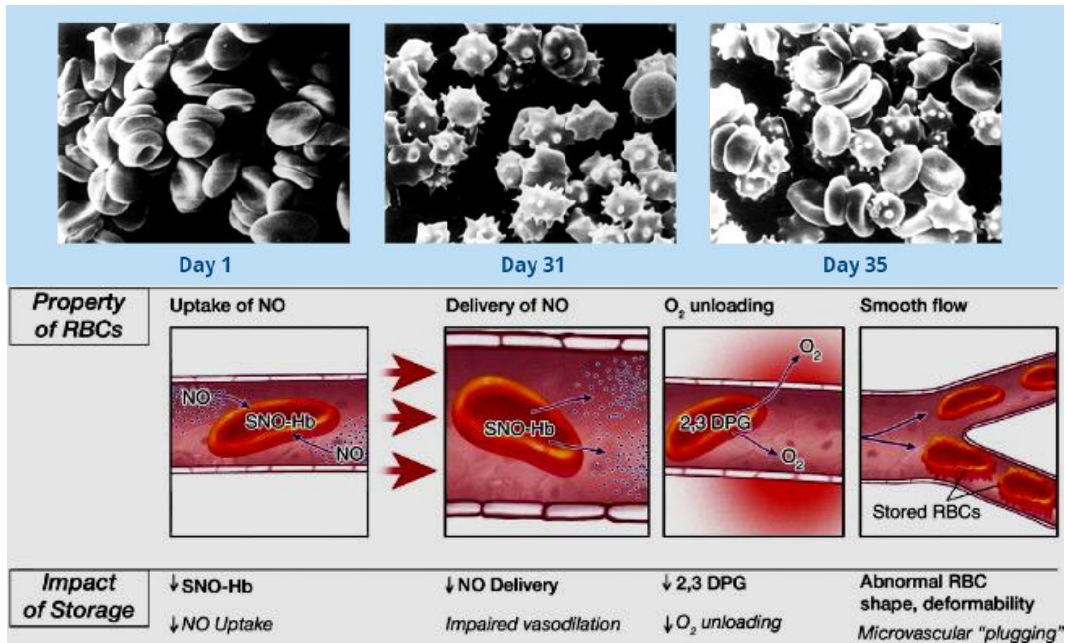 Day 1
Day 31
Day 35
Property
of RBCs
Uptake of NO
Delivery of NO
O₂ unloading
Smooth flow
NO
SNO-Hb
NO
SNO-Hb
O₂
2,3 DPG
O₂
Stored RBCs
Impact
of Storage
↓SNO-Hb
↓NO Uptake
↓NO Delivery
Impaired vasodilation
↓2,3 DPG
↓O₂ unloading
Abnormal RBC
shape, deformability
Microvascular "plugging"